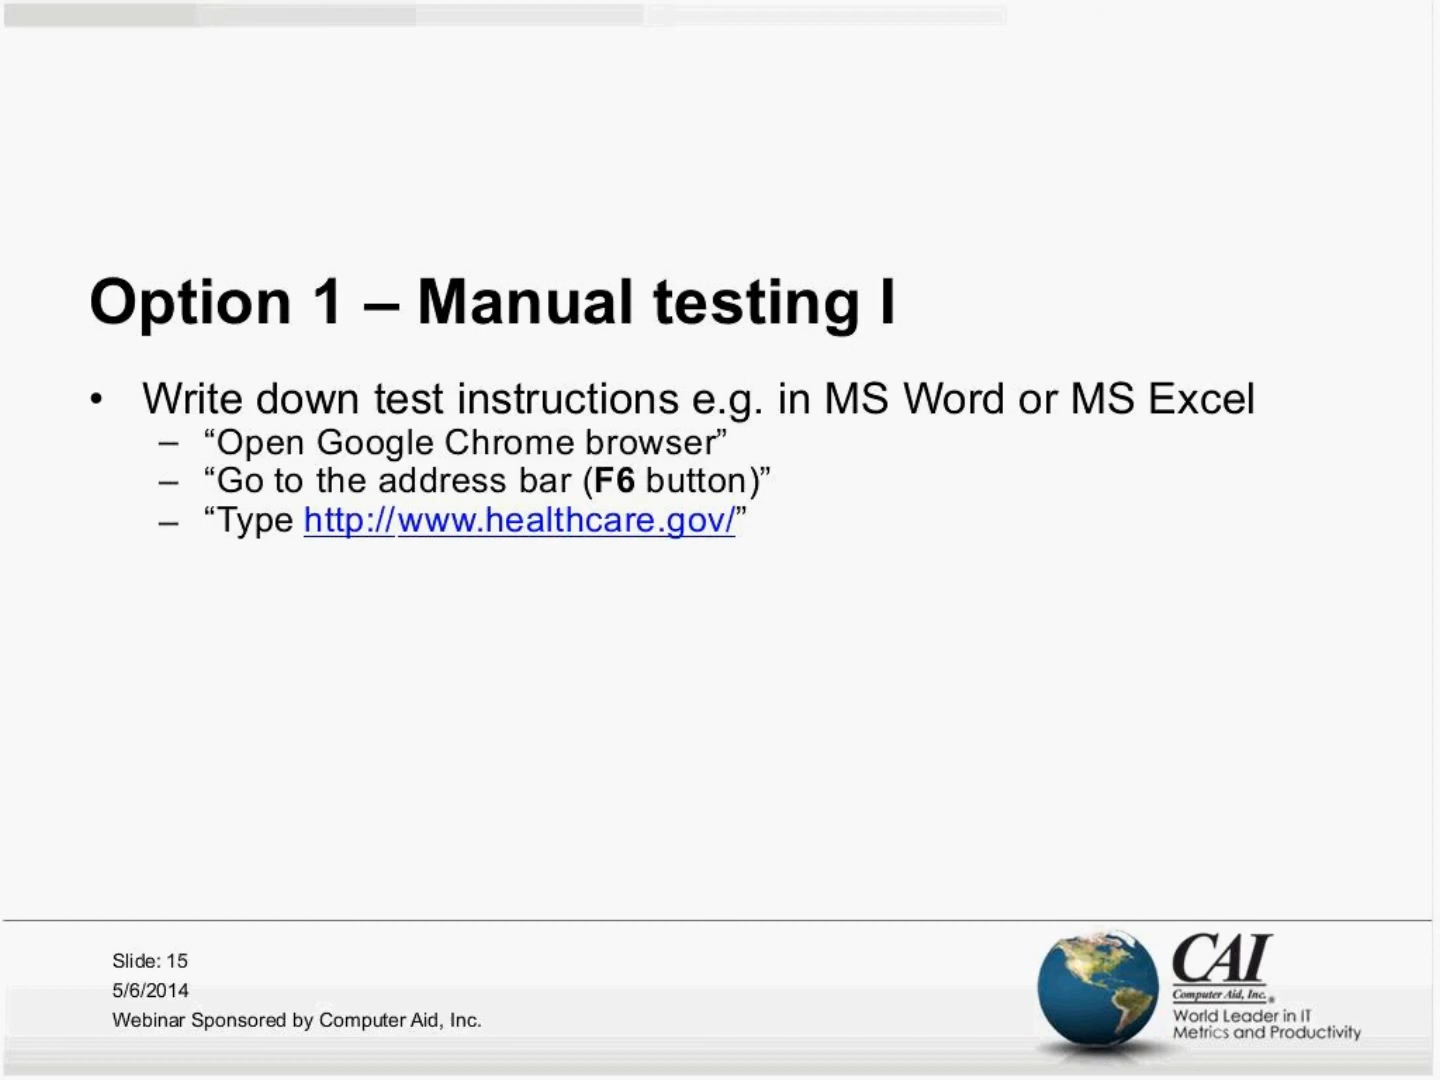 Option 1 – Manual testing I
• Write down test instructions e.g. in MS Word or MS Excel
– “Open Google Chrome browser”
– “Go to the address bar (F6 button)”
– “Type http://www.healthcare.gov/”
Slide: 15
5/6/2014
Webinar Sponsored by Computer Aid, Inc.
CAI
Computer Aid, Inc.®
World Leader in IT
Metrics and Productivity